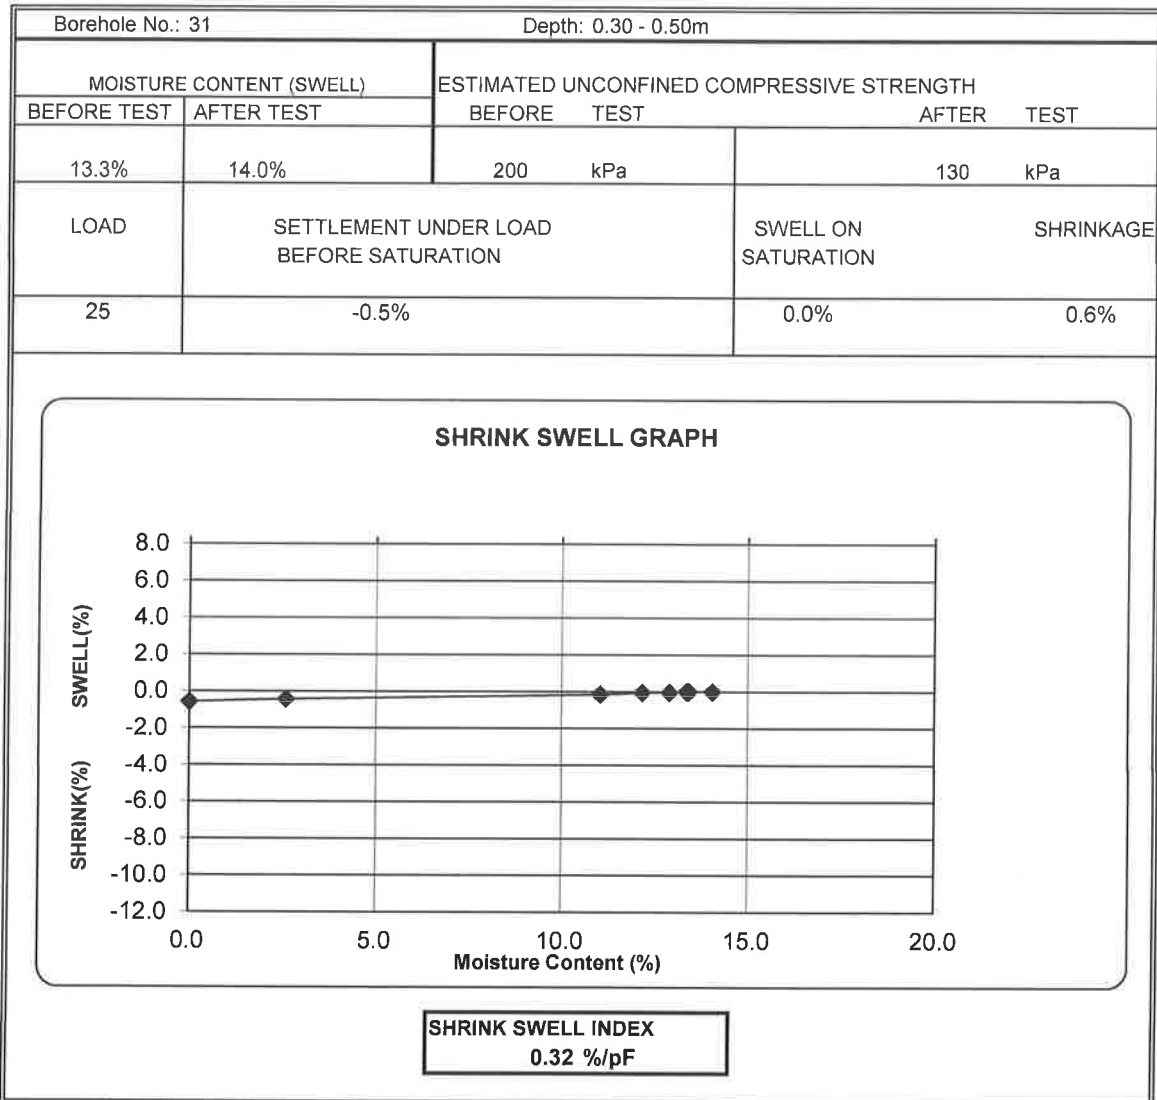 Borehole No.: 31 Depth: 0.30 - 0.50m
MOISTURE CONTENT (SWELL) ESTIMATED UNCONFINED COMPRESSIVE STRENGTH
BEFORE TEST AFTER TEST BEFORE TEST AFTER TEST
13.3% 14.0% 200 kPa 130 kPa
LOAD SETTLEMENT UNDER LOAD SWELL ON SHRINKAGE
BEFORE SATURATION SATURATION
25 -0.5% 0.0% 0.6%
SHRINK SWELL GRAPH
8.0
6.0
4.0
2.0
0.0
-2.0
-4.0
-6.0
-8.0
-10.0
-12.0
SWELL(%)
SHRINK(%)
0.0 5.0 10.0 15.0 20.0
Moisture Content (%)
SHRINK SWELL INDEX
0.32 %/pF